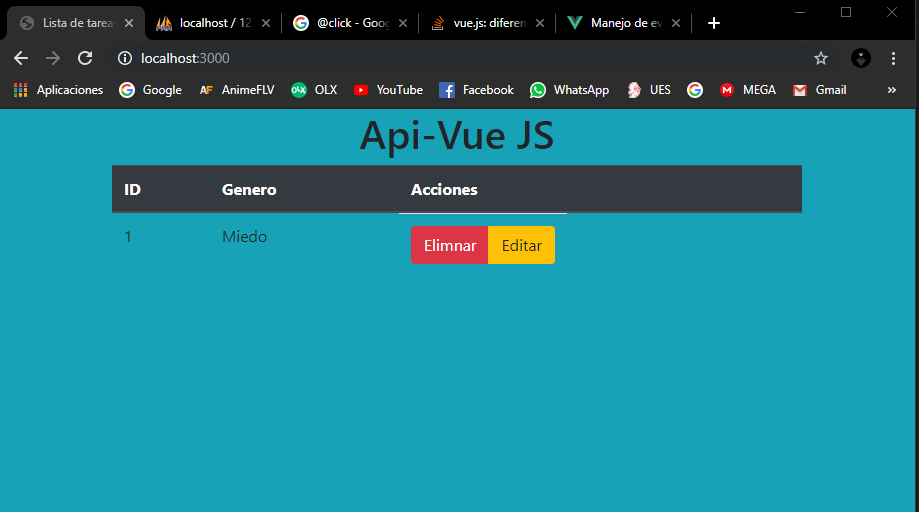 Lista de tareas
localhost / 12
@click - Goog
vue.js: diferen
Manejo de ev
localhost:3000
Aplicaciones
Google
AnimeFLV
OLX
YouTube
Facebook
WhatsApp
UES
MEGA
Gmail
»
Api-Vue JS
ID Genero Acciones
1 Miedo Elimnar Editar